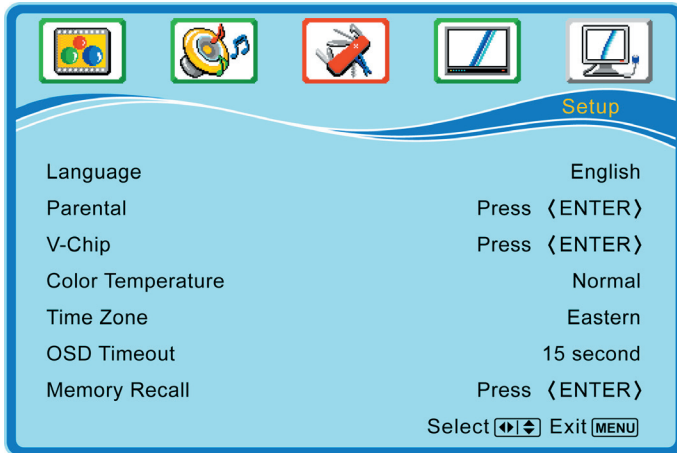 Setup
Language English
Parental Press 〈ENTER〉
V-Chip Press 〈ENTER〉
Color Temperature Normal
Time Zone Eastern
OSD Timeout 15 second
Memory Recall Press 〈ENTER〉
Select Exit MENU